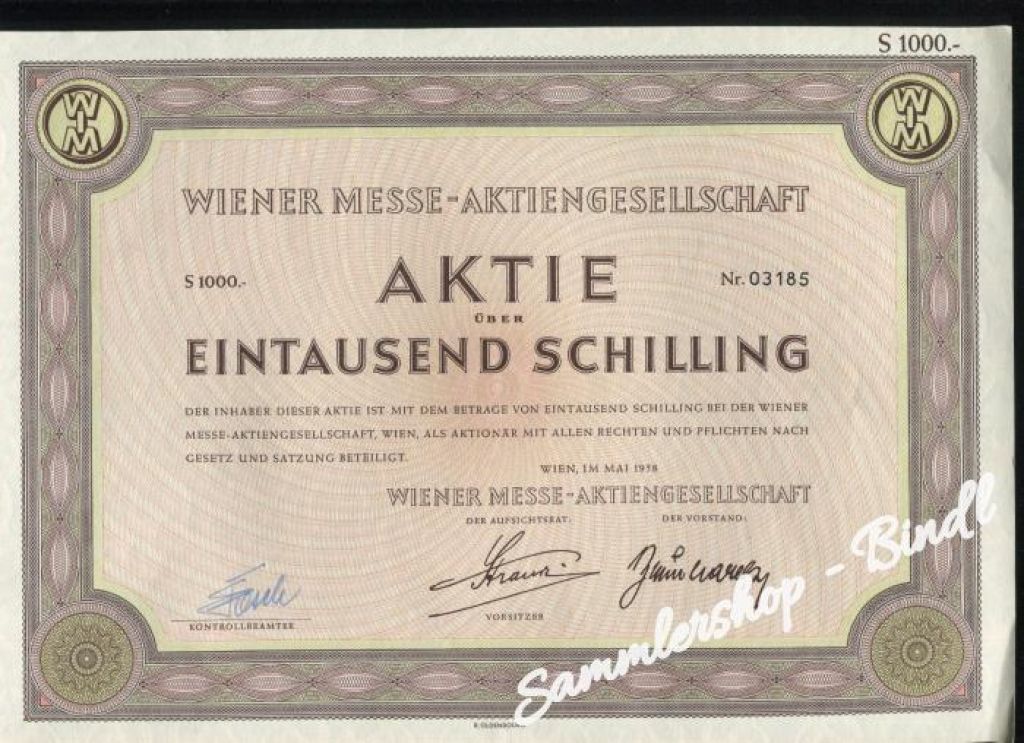 S 1000.-
WIM
WIM
WIENER MESSE-AKTIENGESELLSCHAFT
S 1000.-
AKTIE
Nr. 03185
ÜBER
EINTAUSEND SCHILLING
DER INHABER DIESER AKTIE IST MIT DEM BETRAGE VON EINTAUSEND SCHILLING BEI DER WIENER
MESSE-AKTIENGESELLSCHAFT, WIEN, ALS AKTIONÄR MIT ALLEN RECHTEN UND PFLICHTEN NACH
GESETZ UND SATZUNG BETEILIGT.
WIEN, IM MAI 1958
WIENER MESSE-AKTIENGESELLSCHAFT
DER AUFSICHTSRAT:
DER VORSTAND:
VORSITZER
KONTROLLBEAMTER
Sammlershop - Bindl